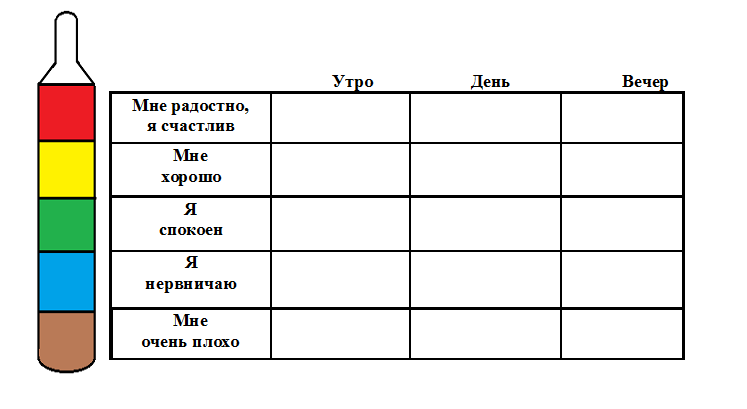 Утро День Вечер
Мне радостно,
я счастлив
Мне
хорошо
Я
спокоен
Я
нервничаю
Мне
очень плохо